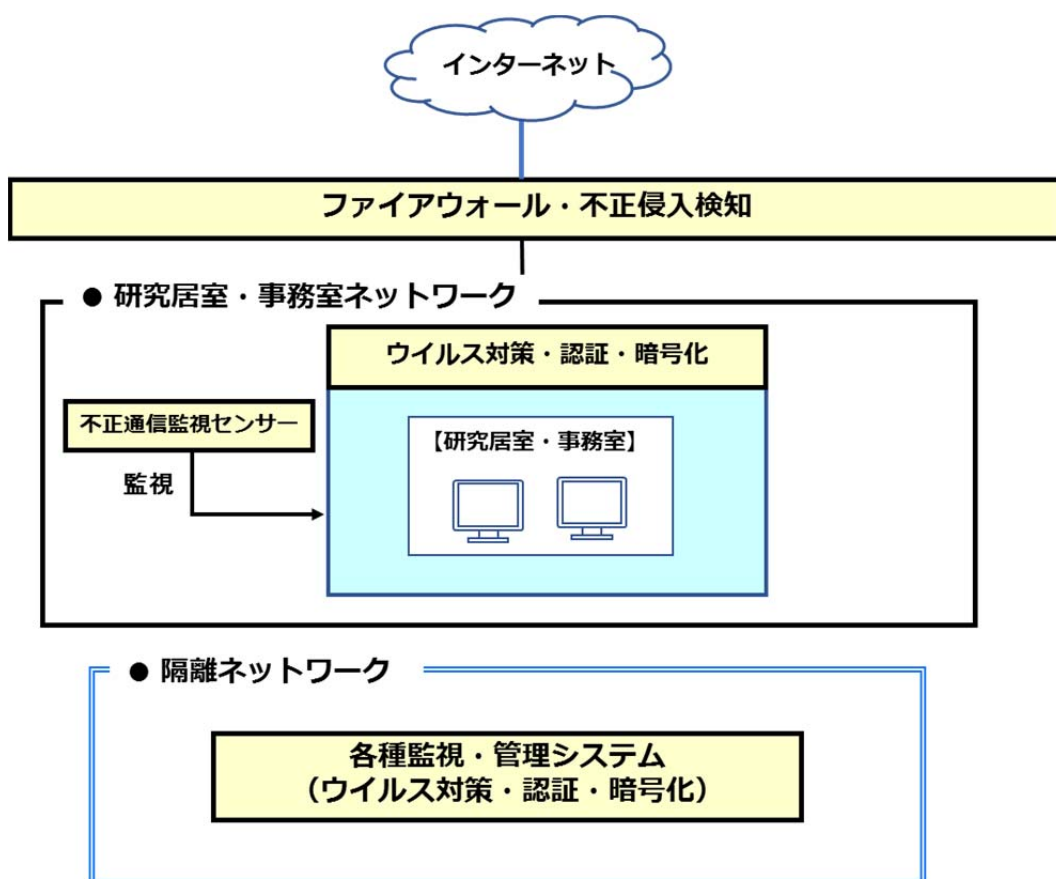 インターネット
ファイアウォール・不正侵入検知
● 研究居室・事務室ネットワーク
ウイルス対策・認証・暗号化
不正通信監視センサー
【研究居室・事務室】
監視
● 隔離ネットワーク
各種監視・管理システム
（ウイルス対策・認証・暗号化）